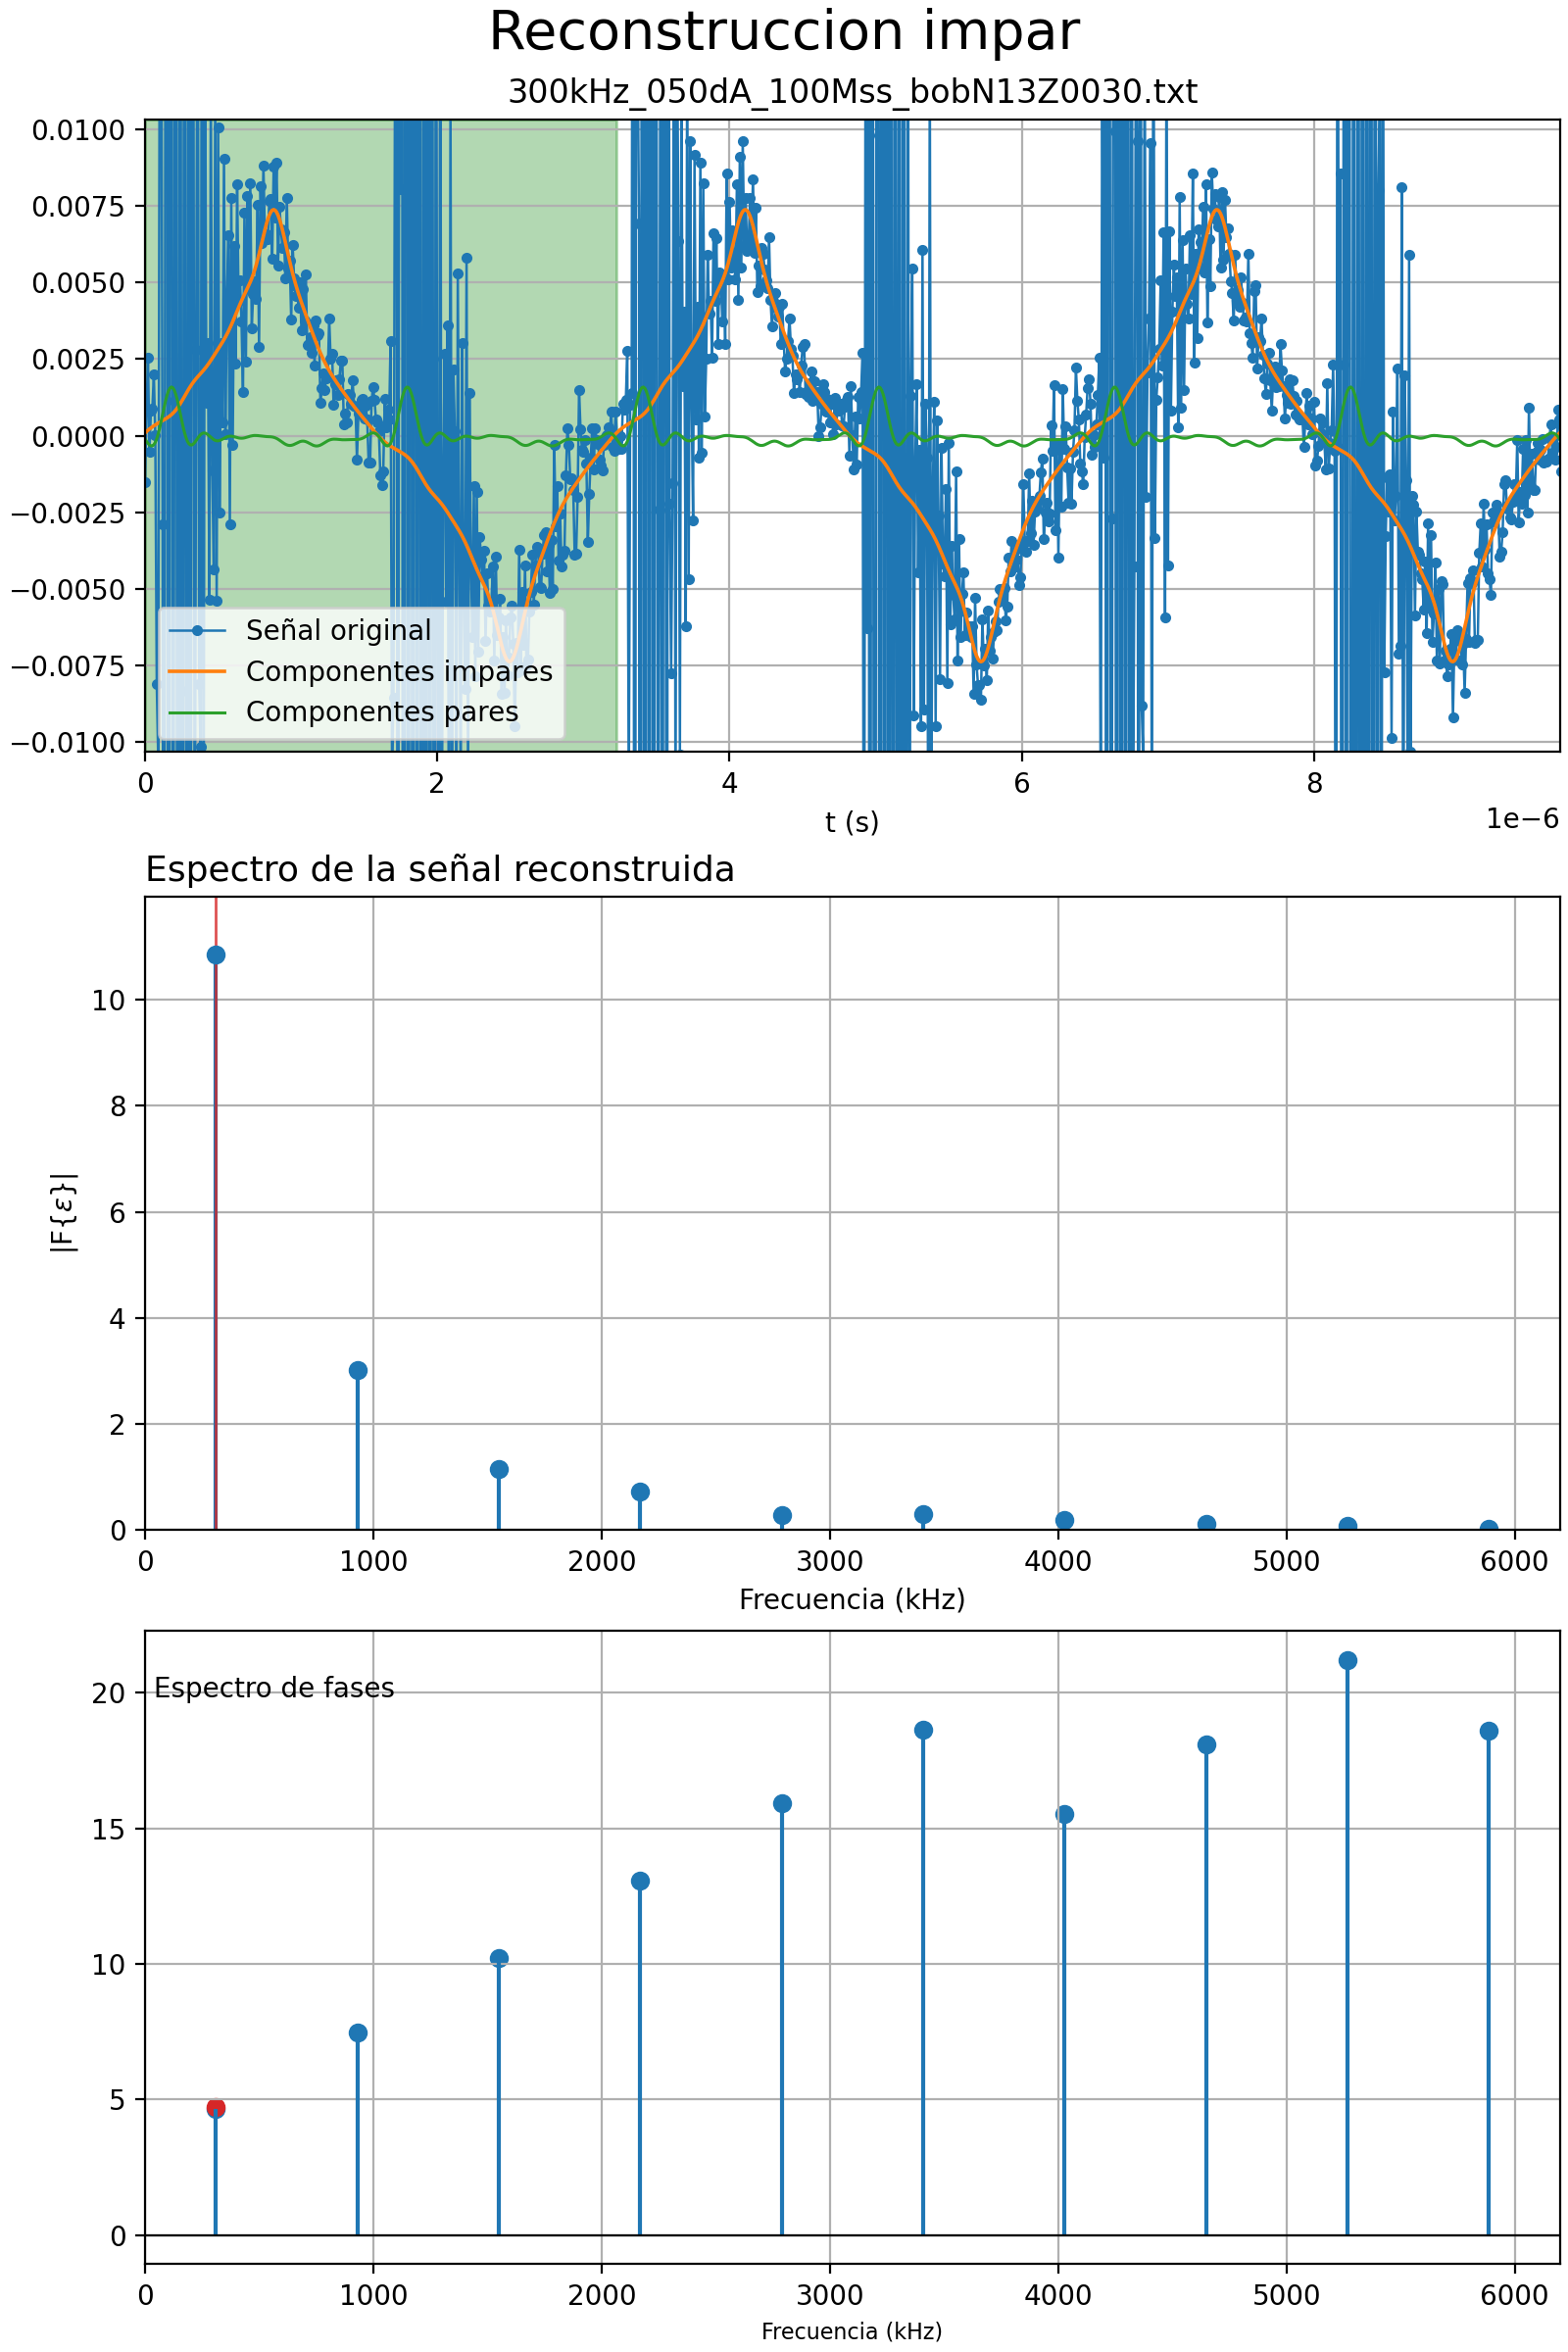 Reconstruccion impar
300kHz_050dA_100Mss_bobN13Z0030.txt
0.0100
0.0075
0.0050
0.0025
0.0000
−0.0025
−0.0050
−0.0075
−0.0100
Señal original
Componentes impares
Componentes pares
0 2 4 6 8
t (s)
1e−6
Espectro de la señal reconstruida
10
8
6
4
2
0
|F{ε}|
0 1000 2000 3000 4000 5000 6000
Frecuencia (kHz)
Espectro de fases
20
15
10
5
0
0 1000 2000 3000 4000 5000 6000
Frecuencia (kHz)